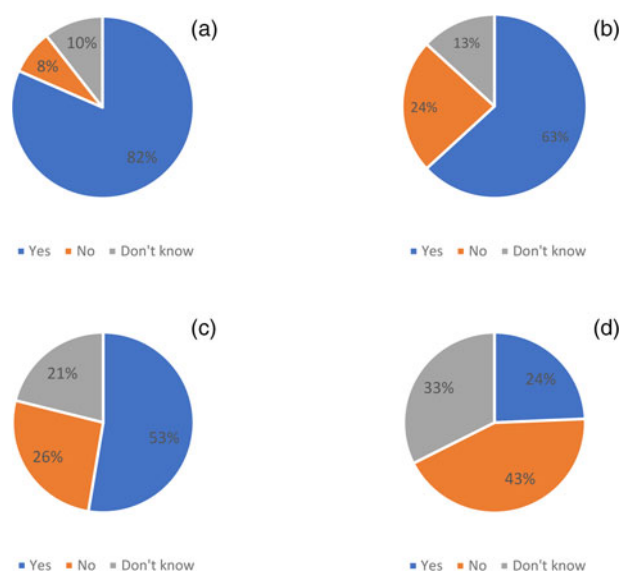 (a)
10%
8%
82%
Yes No Don't know
(b)
13%
24%
63%
Yes No Don't know
(c)
21%
26%
53%
Yes No Don't know
(d)
24%
33%
43%
Yes No Don't know